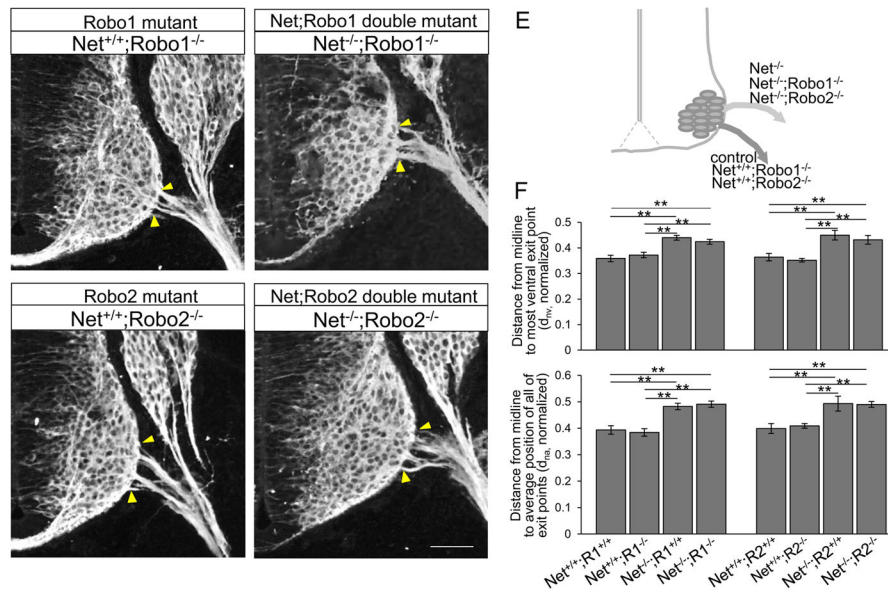 Robo1 mutant
Net+/+;Robo1-/-
Net;Robo1 double mutant
Net-/-;Robo1-/-
Robo2 mutant
Net+/+;Robo2-/-
Net;Robo2 double mutant
Net-/-;Robo2-/-
E
Net-/-
Net-/-;Robo1-/-
Net-/-;Robo2-/-
control
Net+/+;Robo1-/-
Net+/+;Robo2-/-
F
Distance from midline
to most ventral exit point
(dnv, normalized)
0.5
0.4
0.3
0.2
0.1
0
**
**
**
**
**
**
**
**
Distance from midline
to average position of all of
exit points (dna, normalized)
0.6
0.5
0.4
0.3
0.2
0.1
0
**
**
**
**
**
**
**
**
Net+/+;R1+/+
Net+/+;R1-/-
Net-/-;R1+/+
Net-/-;R1-/-
Net+/+;R2+/+
Net+/+;R2-/-
Net-/-;R2+/+
Net-/-;R2-/-